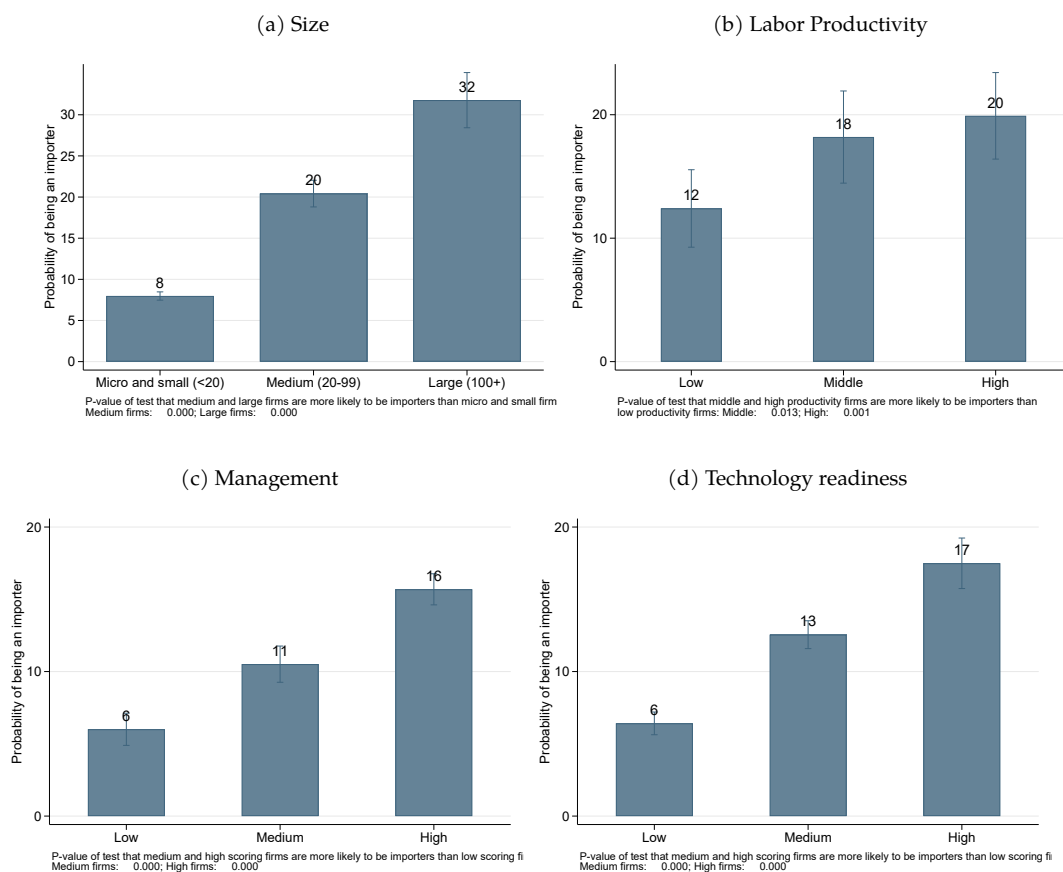 (a) Size
Probability of being an importer
30
25
20
15
10
5
0
8
20
32
Micro and small (<20)
Medium (20-99)
Large (100+)
P-value of test that medium and large firms are more likely to be importers than micro and small firm
Medium firms: 0.000; Large firms: 0.000
(b) Labor Productivity
Probability of being an importer
20
10
0
12
18
20
Low
Middle
High
P-value of test that middle and high productivity firms are more likely to be importers than
low productivity firms: Middle: 0.013; High: 0.001
(c) Management
Probability of being an importer
20
10
0
6
11
16
Low
Medium
High
P-value of test that medium and high scoring firms are more likely to be importers than low scoring fi
Medium firms: 0.000; High firms: 0.000
(d) Technology readiness
Probability of being an importer
20
10
0
6
13
17
Low
Medium
High
P-value of test that medium and high scoring firms are more likely to be importers than low scoring fi
Medium firms: 0.000; High firms: 0.000